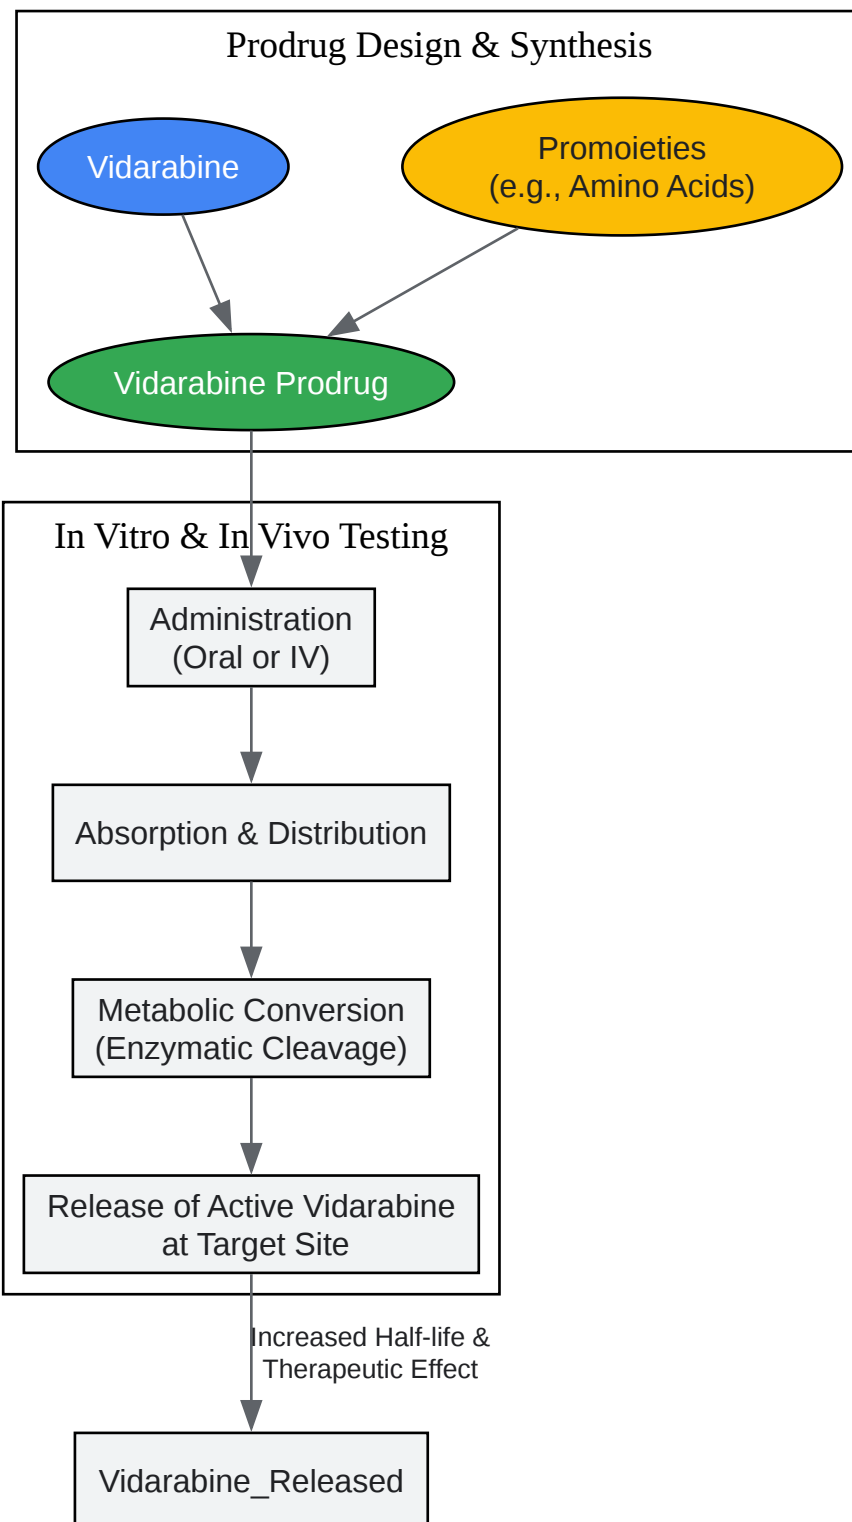 Prodrug Design & Synthesis
Vidarabine
Promoieties
(e.g., Amino Acids)
Vidarabine Prodrug
In Vitro & In Vivo Testing
Administration
(Oral or IV)
Absorption & Distribution
Metabolic Conversion
(Enzymatic Cleavage)
Release of Active Vidarabine
at Target Site
Increased Half-life &
Therapeutic Effect
Vidarabine_Released